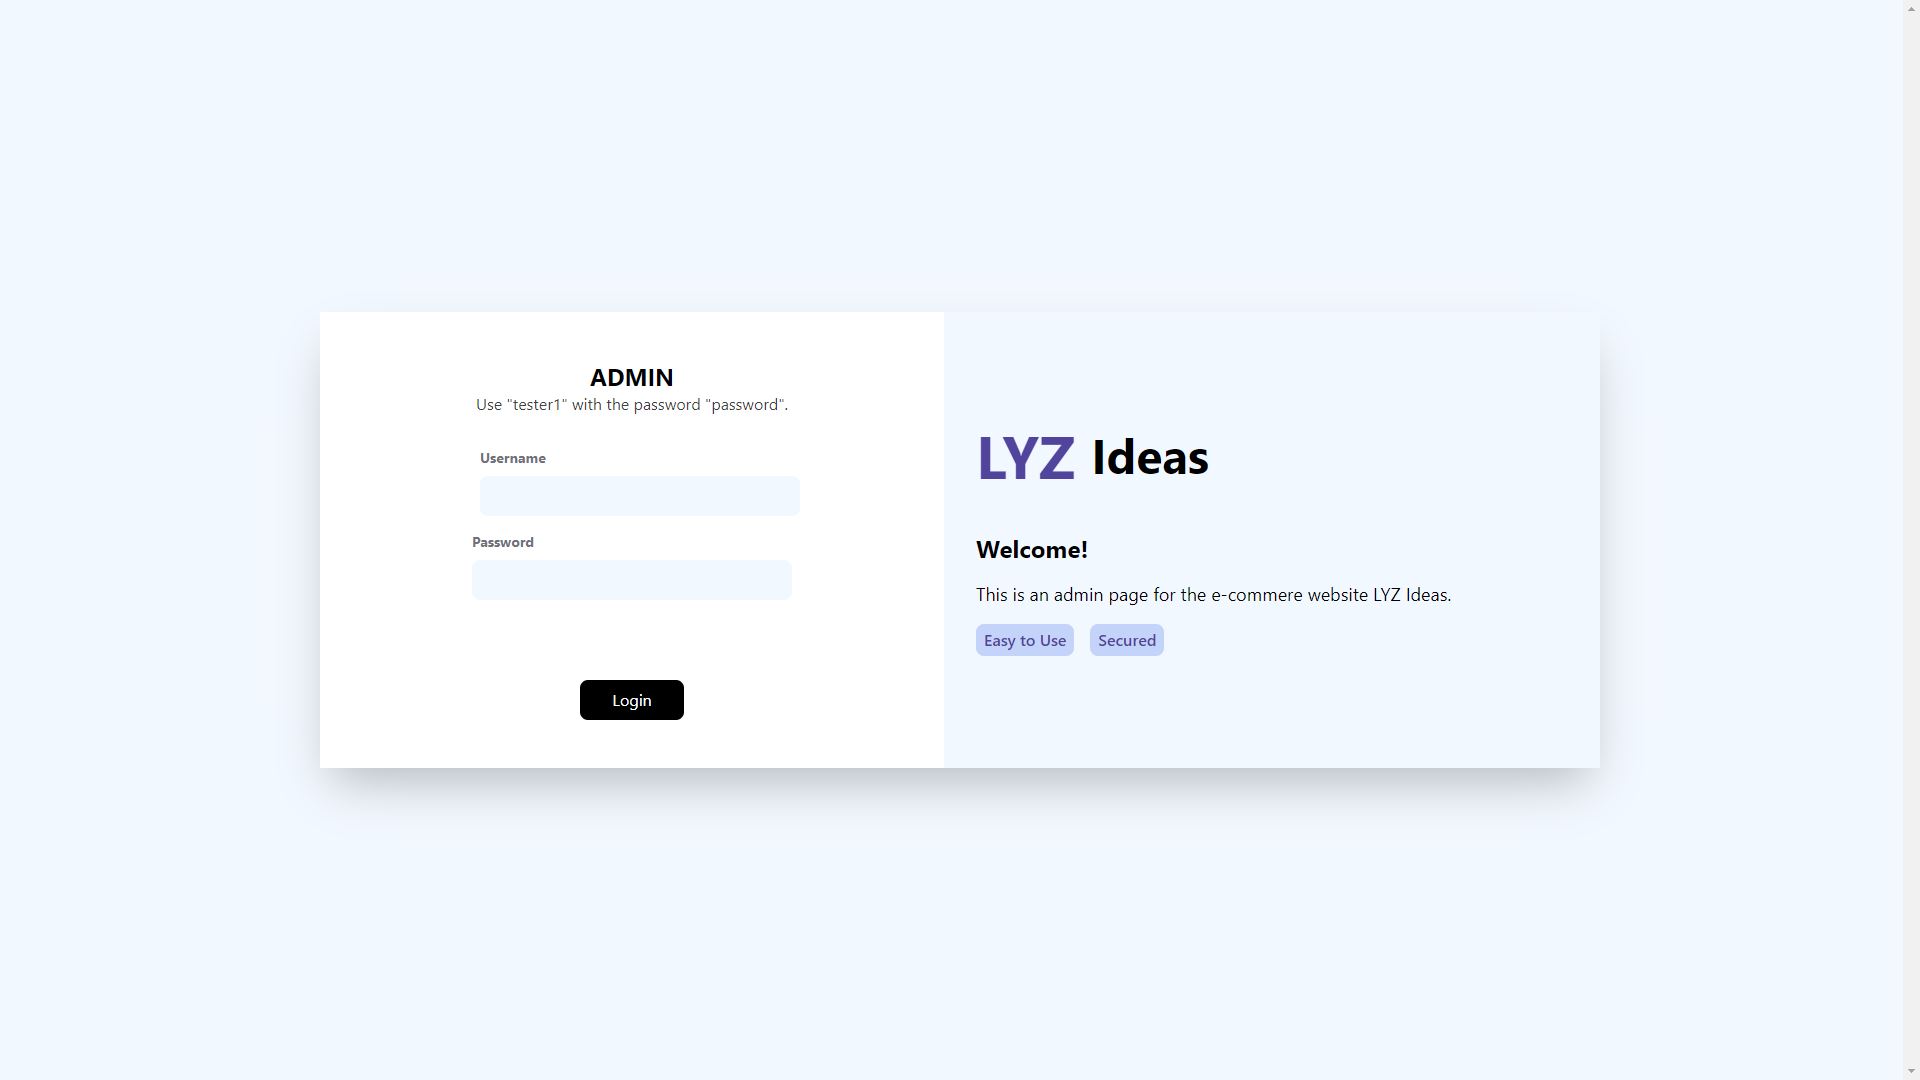 ADMIN
Use "tester1" with the password "password".
Username
Password
Login
LYZ Ideas
Welcome!
This is an admin page for the e-commere website LYZ Ideas.
Easy to Use Secured